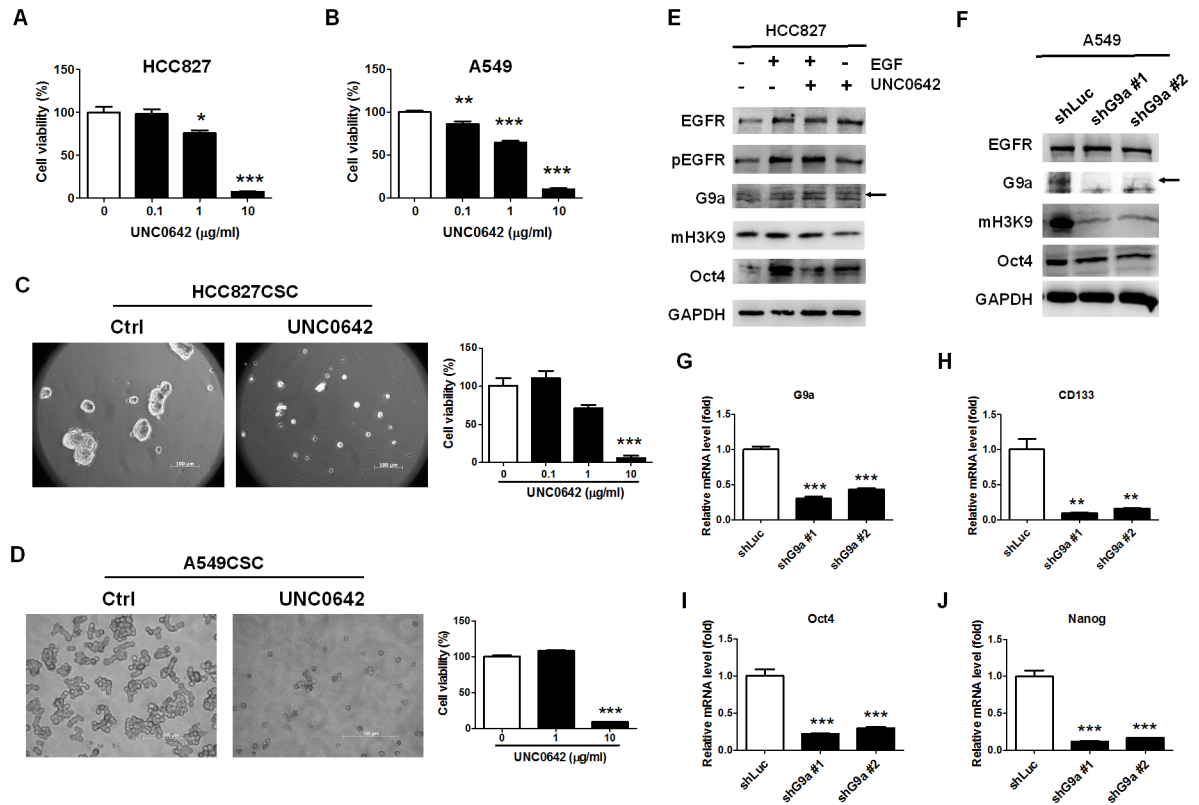 A
HCC827
Cell viability (%)
150
100
50
0
*
***
0 0.1 1 10
UNC0642 (µg/ml)
B
A549
Cell viability (%)
150
100
50
0
**
***
***
0 0.1 1 10
UNC0642 (µg/ml)
C
HCC827CSC
Ctrl UNC0642
100 µm
100 µm
Cell viability (%)
150
100
50
0
***
0 0.1 1 10
UNC0642 (µg/ml)
D
A549CSC
Ctrl UNC0642
100 µm
100 µm
Cell viability (%)
150
100
50
0
***
0 1 10
UNC0642 (µg/ml)
E
HCC827
- + + - EGF
- - + + UNC0642
EGFR
pEGFR
G9a
mH3K9
Oct4
GAPDH
F
A549
shLuc shG9a #1 shG9a #2
EGFR
G9a
mH3K9
Oct4
GAPDH
G
G9a
Relative mRNA level (fold)
1.5
1.0
0.5
0.0
***
***
shLuc shG9a #1 shG9a #2
H
CD133
Relative mRNA level (fold)
1.5
1.0
0.5
0.0
** **
shLuc shG9a #1 shG9a #2
I
Oct4
Relative mRNA level (fold)
1.5
1.0
0.5
0.0
***
***
shLuc shG9a #1 shG9a #2
J
Nanog
Relative mRNA level (fold)
1.5
1.0
0.5
0.0
*** ***
shLuc shG9a #1 shG9a #2